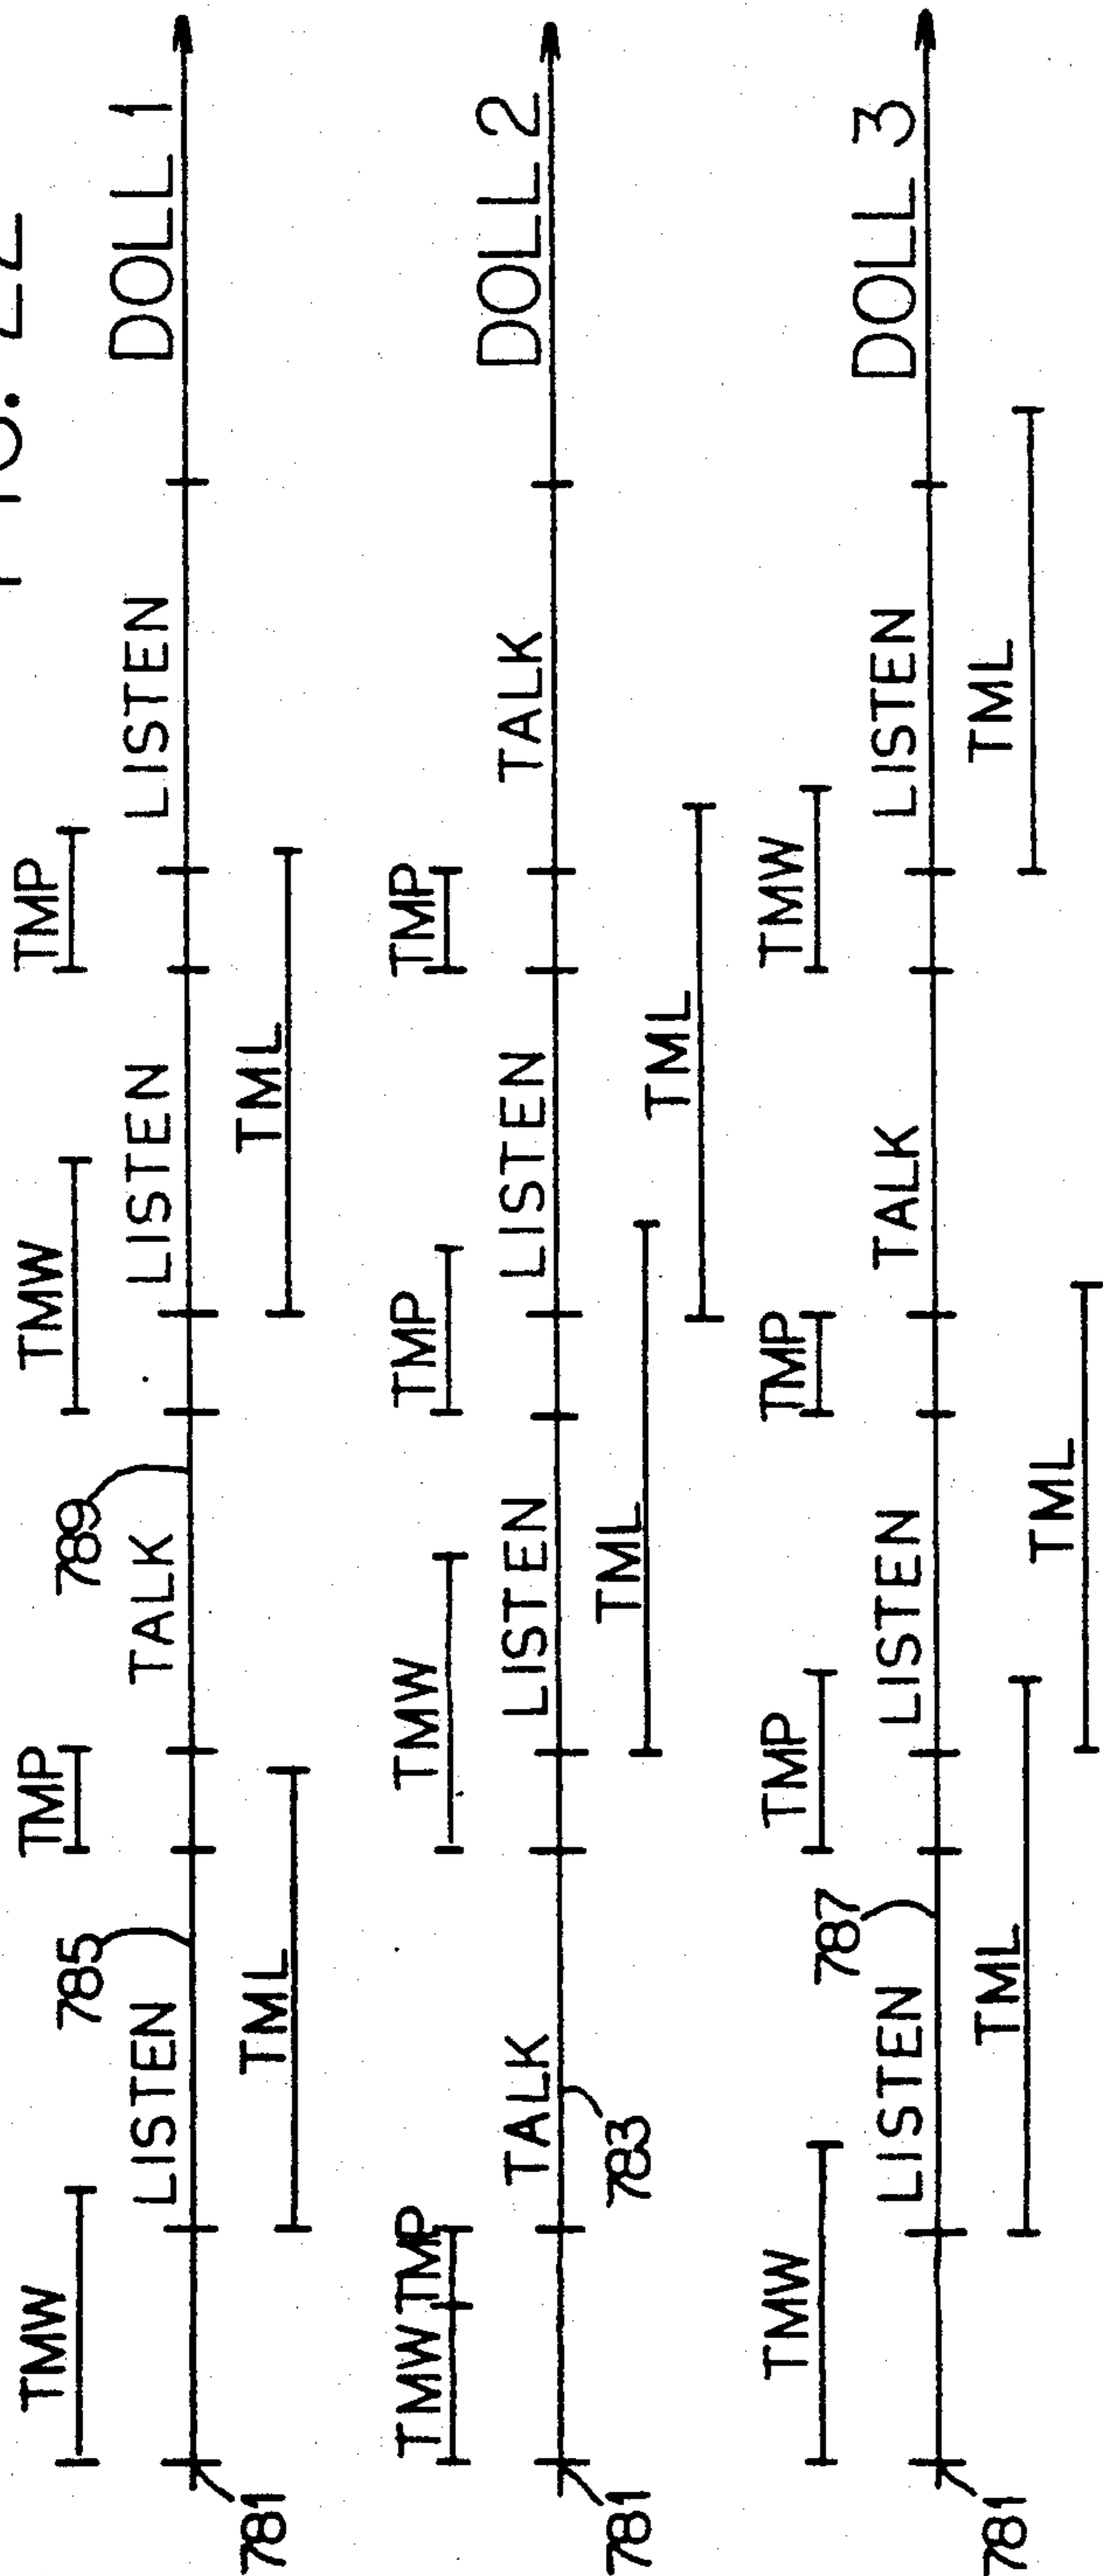 FIG. 22
TMW TMP TMW TMP
785 789
LISTEN TALK LISTEN LISTEN DOLL 1
781 TML TML
TMW TMP TMW TMP TMP
TALK LISTEN LISTEN TALK DOLL 2
781 783 TML TML
TMW TMP TMP TMW
787
LISTEN LISTEN TALK LISTEN DOLL 3
781 TML TML TML